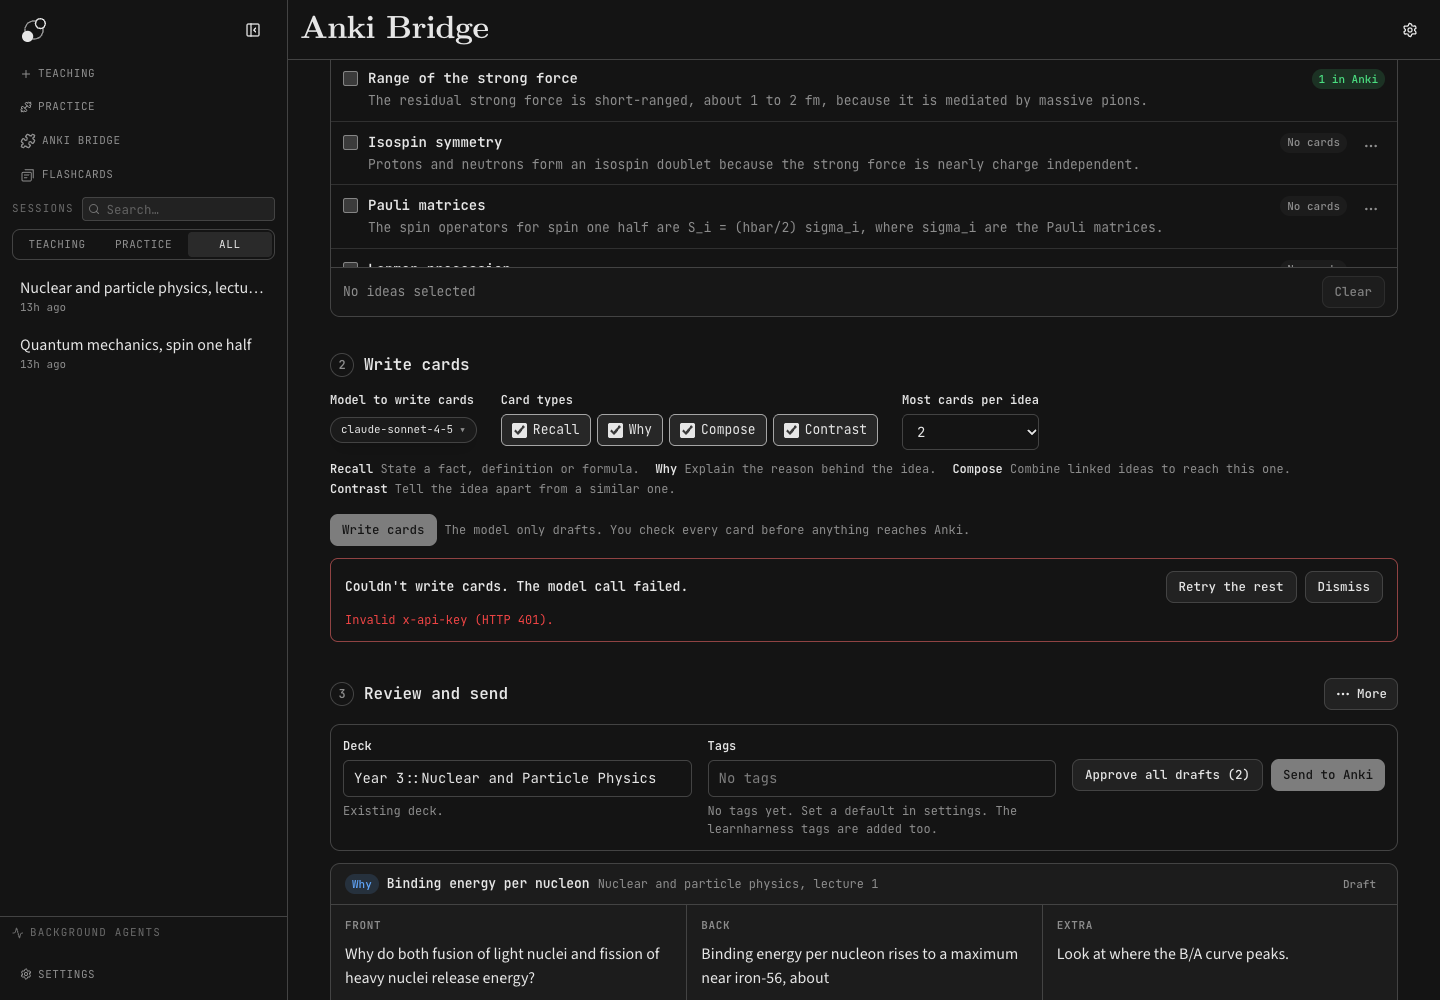 Anki Bridge
TEACHING
PRACTICE
ANKI BRIDGE
FLASHCARDS
SESSIONS
Search…
TEACHING PRACTICE ALL
Nuclear and particle physics, lectu…
13h ago
Quantum mechanics, spin one half
13h ago
BACKGROUND AGENTS
SETTINGS
Range of the strong force
1 in Anki
The residual strong force is short-ranged, about 1 to 2 fm, because it is mediated by massive pions.
Isospin symmetry
No cards
Protons and neutrons form an isospin doublet because the strong force is nearly charge independent.
Pauli matrices
No cards
The spin operators for spin one half are S_i = (hbar/2) sigma_i, where sigma_i are the Pauli matrices.
No ideas selected
Clear
2 Write cards
Model to write cards
claude-sonnet-4-5
Card types
Recall Why Compose Contrast
Most cards per idea
2
Recall State a fact, definition or formula. Why Explain the reason behind the idea. Compose Combine linked ideas to reach this one.
Contrast Tell the idea apart from a similar one.
Write cards The model only drafts. You check every card before anything reaches Anki.
Couldn't write cards. The model call failed.
Retry the rest Dismiss
Invalid x-api-key (HTTP 401).
3 Review and send
··· More
Deck
Year 3::Nuclear and Particle Physics
Existing deck.
Tags
No tags
No tags yet. Set a default in settings. The
learnharness tags are added too.
Approve all drafts (2) Send to Anki
Why Binding energy per nucleon Nuclear and particle physics, lecture 1
Draft
FRONT
Why do both fusion of light nuclei and fission of
heavy nuclei release energy?
BACK
Binding energy per nucleon rises to a maximum
near iron-56, about
EXTRA
Look at where the B/A curve peaks.